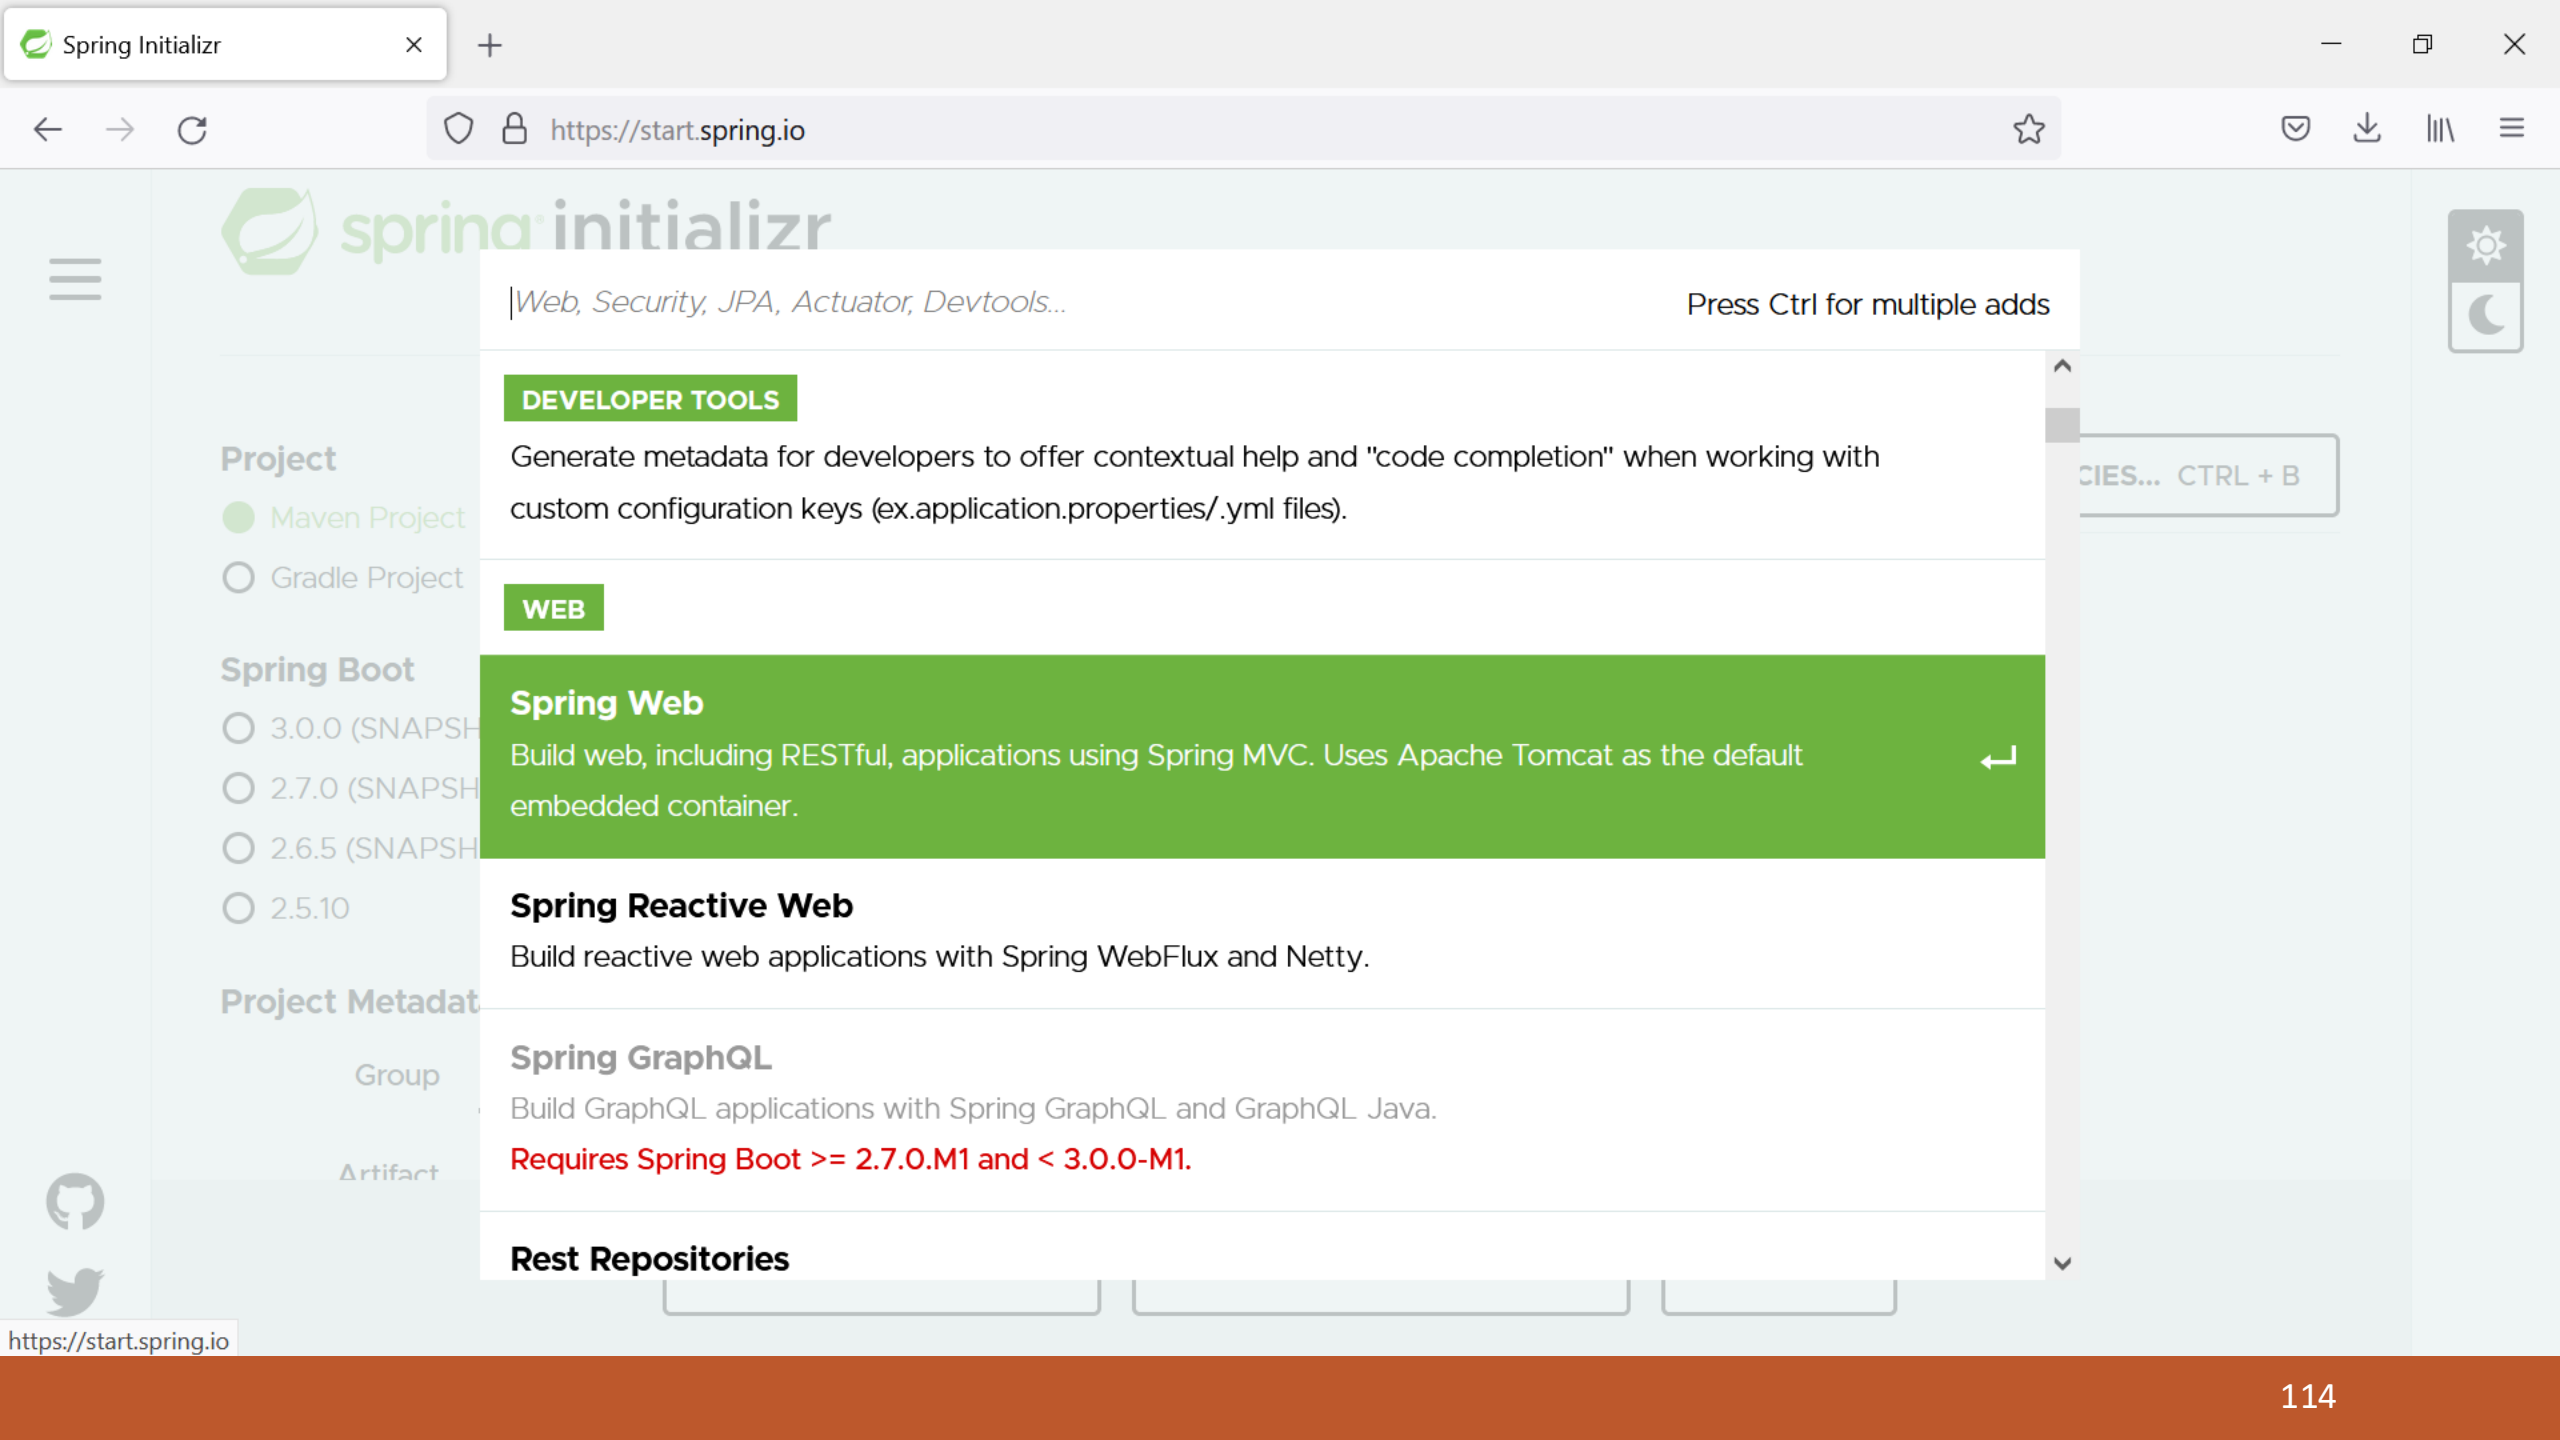 Spring Initializr
https://start.spring.io
spring initializr
Web, Security, JPA, Actuator, Devtools...
Press Ctrl for multiple adds
DEVELOPER TOOLS
Generate metadata for developers to offer contextual help and "code completion" when working with
custom configuration keys (ex.application.properties/.yml files).
WEB
Spring Web
Build web, including RESTful, applications using Spring MVC. Uses Apache Tomcat as the default
embedded container.
Spring Reactive Web
Build reactive web applications with Spring WebFlux and Netty.
Spring GraphQL
Build GraphQL applications with Spring GraphQL and GraphQL Java.
Requires Spring Boot >= 2.7.0.M1 and < 3.0.0-M1.
Rest Repositories
Project
Maven Project
Gradle Project
Spring Boot
3.0.0 (SNAPSH
2.7.0 (SNAPSH
2.6.5 (SNAPSH
2.5.10
Project Metadat
Group
Artifact
CIES... CTRL + B
https://start.spring.io
114